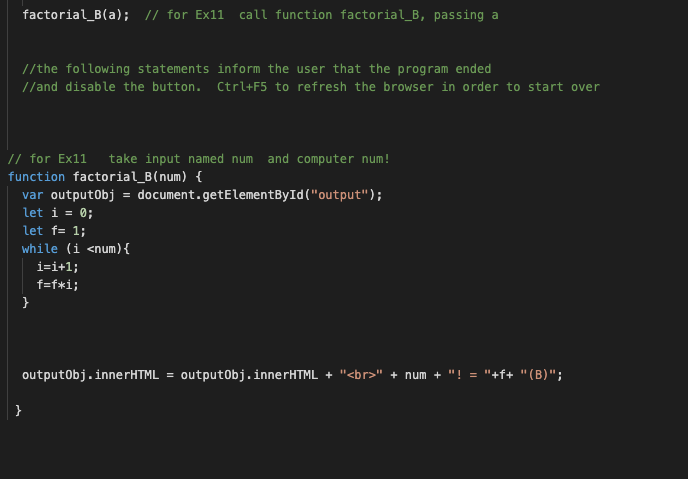 factorial_B(a);  // for Ex11  call function factorial_B, passing a
//the following statements inform the user that the program ended
//and disable the button.  Ctrl+F5 to refresh the browser in order to start over
// for Ex11   take input named num  and computer num!
function factorial_B(num) {
var outputObj = document.getElementById("output");
let i = 0;
let f= 1;
while (i <num){
i=i+1;
f=f*i;
}
outputObj.innerHTML = outputObj.innerHTML + "<br>" + num + "! = "+f+ "(B)";
}